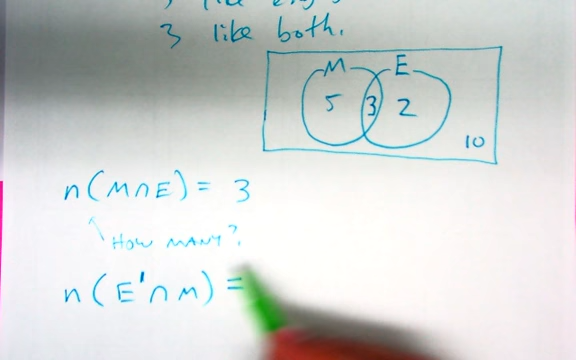 3 like both.
M E
5 3 2
10
n(M∩E) = 3
HOW MANY?
n(E'∩M) =